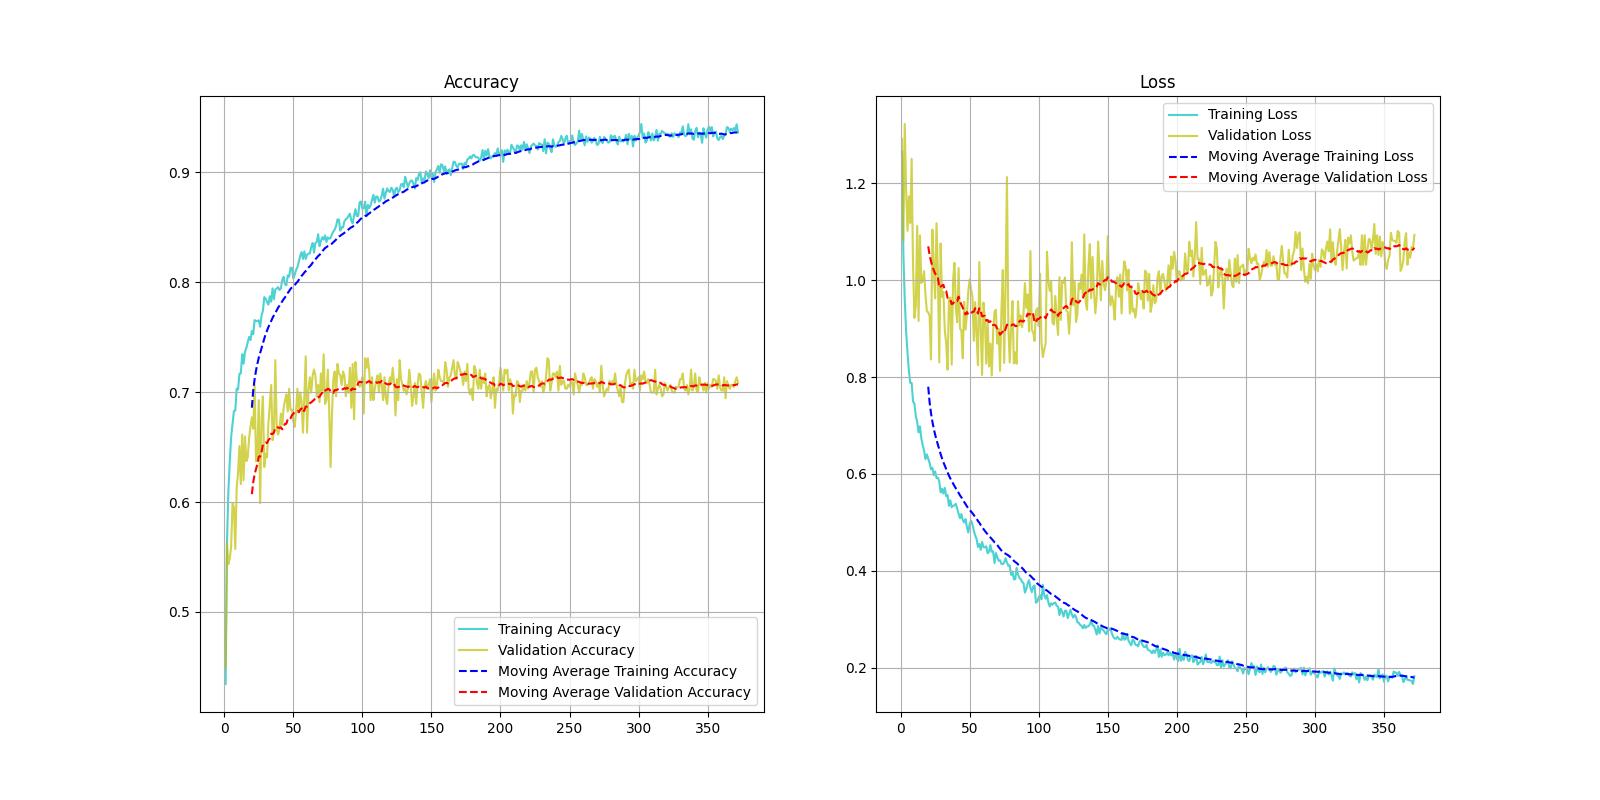 Accuracy
0.9
0.8
0.7
0.6
0.5
0 50 100 150 200 250 300 350
Training Accuracy
Validation Accuracy
Moving Average Training Accuracy
Moving Average Validation Accuracy
Loss
1.2
1.0
0.8
0.6
0.4
0.2
0 50 100 150 200 250 300 350
Training Loss
Validation Loss
Moving Average Training Loss
Moving Average Validation Loss